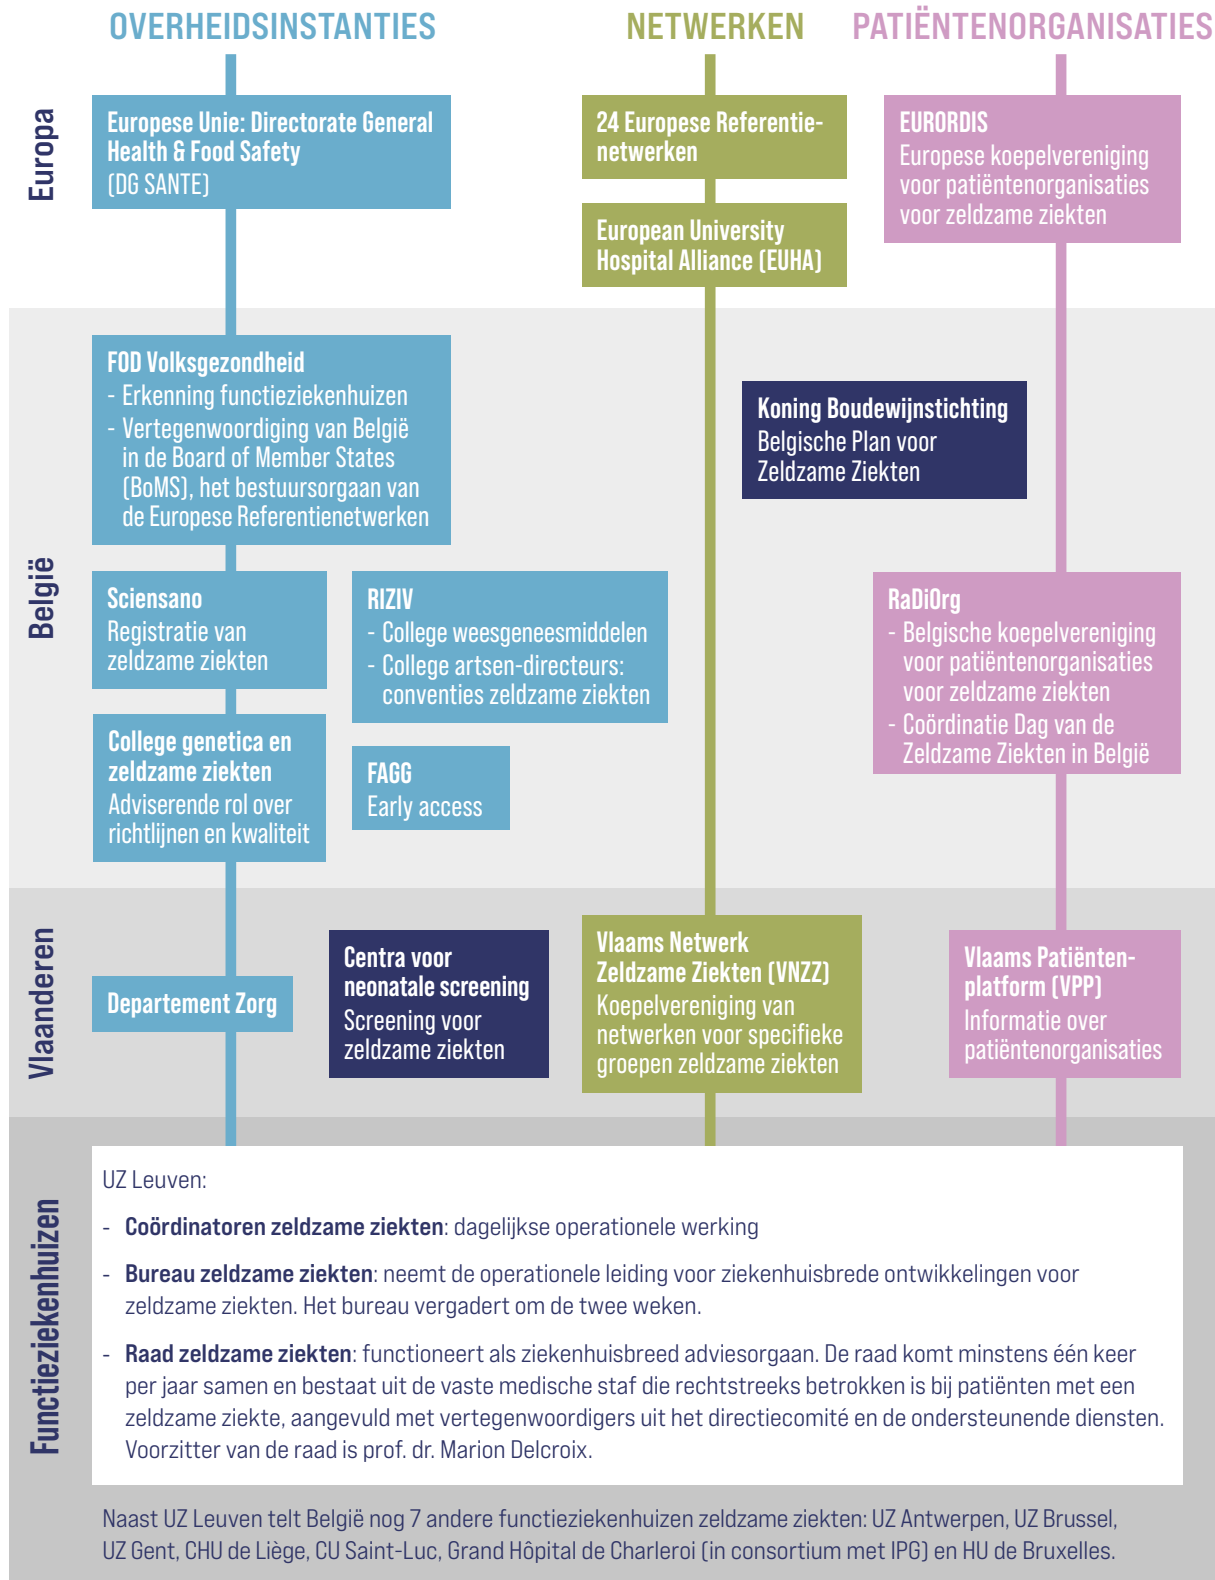 OVERHEIDSINSTANTIES
NETWERKEN
PATIËNTENORGANISATIES
Europa
Europese Unie: Directorate General
Health & Food Safety
(DG SANTE)
24 Europese Referentie-
netwerken
European University
Hospital Alliance (EUHA)
EURORDIS
Europese koepelvereniging
voor patiëntenorganisaties
voor zeldzame ziekten
België
FOD Volksgezondheid
- Erkenning functieziekenhuizen
- Vertegenwoordiging van België
in de Board of Member States
(BoMS), het bestuursorgaan van
de Europese Referentienetwerken
Koning Boudewijnstichting
Belgische Plan voor
Zeldzame Ziekten
Sciensano
Registratie van
zeldzame ziekten
RIZIV
- College weesgeneesmiddelen
- College artsen-directeurs:
conventies zeldzame ziekten
RaDiOrg
- Belgische koepelvereniging
voor patiëntenorganisaties
voor zeldzame ziekten
- Coördinatie Dag van de
Zeldzame Ziekten in België
College genetica en
zeldzame ziekten
Adviserende rol over
richtlijnen en kwaliteit
FAGG
Early access
Vlaanderen
Departement Zorg
Centra voor
neonatale screening
Screening voor
zeldzame ziekten
Vlaams Netwerk
Zeldzame Ziekten (VNZZ)
Koepelvereniging van
netwerken voor specifieke
groepen zeldzame ziekten
Vlaams Patiënten-
platform (VPP)
Informatie over
patiëntenorganisaties
Functieziekenhuizen
UZ Leuven:
- Coördinatoren zeldzame ziekten: dagelijkse operationele werking
- Bureau zeldzame ziekten: neemt de operationele leiding voor ziekenhuisbrede ontwikkelingen voor
zeldzame ziekten. Het bureau vergadert om de twee weken.
- Raad zeldzame ziekten: functioneert als ziekenhuisbreed adviesorgaan. De raad komt minstens één keer
per jaar samen en bestaat uit de vaste medische staf die rechtstreeks betrokken is bij patiënten met een
zeldzame ziekte, aangevuld met vertegenwoordigers uit het directiecomité en de ondersteunende diensten.
Voorzitter van de raad is prof. dr. Marion Delcroix.
Naast UZ Leuven telt België nog 7 andere functieziekenhuizen zeldzame ziekten: UZ Antwerpen, UZ Brussel,
UZ Gent, CHU de Liège, CU Saint-Luc, Grand Hôpital de Charleroi (in consortium met IPG) en HU de Bruxelles.